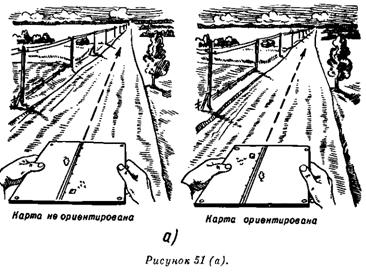 Карта не ориентирована
Карта ориентирована
а)
Рисунок 51 (а).